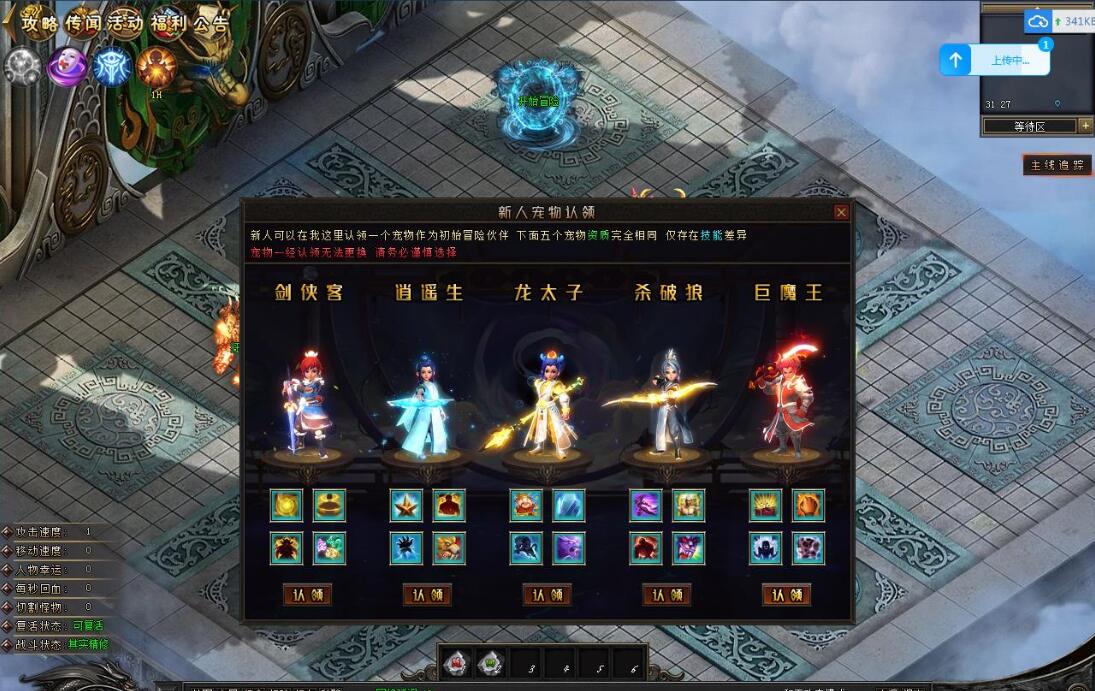 攻略 传闻 活动 福利 公告
1H
341KB
1
上传中...
31 27
等待区
+
主线追踪
开始冒险
新人宠物认领
新人可以在我这里认领一个宠物作为初始冒险伙伴 下面五个宠物资质完全相同 仅存在技能差异
宠物一经认领无法更换 请务必谨慎选择
剑侠客 逍遥生 龙太子 杀破狼 巨魔王
认领 认领 认领 认领 认领
攻击速度: 1
移动速度: 0
人物幸运: 0
每秒回血: 0
切割怪物: 0
复活状态: 可复活
战斗状态: 其实精修
3 4 5 6